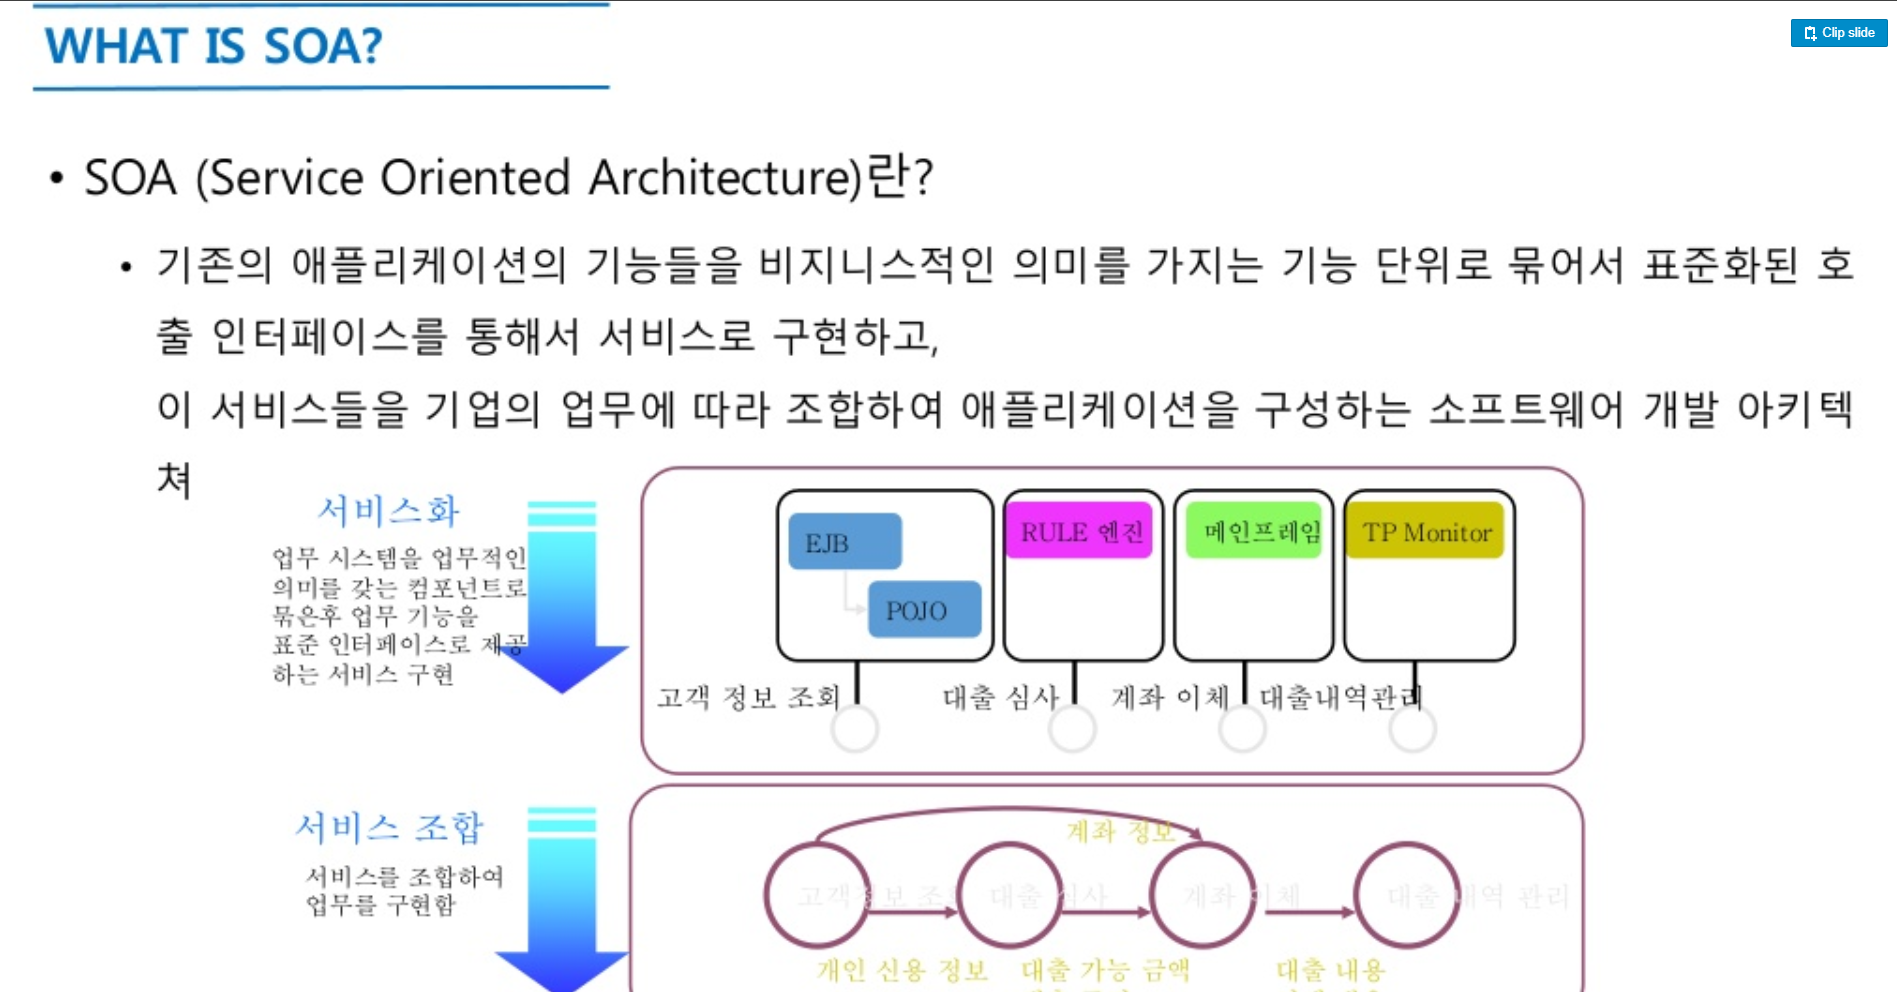 WHAT IS SOA?
Clip slide
• SOA (Service Oriented Architecture)란?
• 기존의 애플리케이션의 기능들을 비지니스적인 의미를 가지는 기능 단위로 묶어서 표준화된 호
출 인터페이스를 통해서 서비스로 구현하고,
이 서비스들을 기업의 업무에 따라 조합하여 애플리케이션을 구성하는 소프트웨어 개발 아키텍
쳐
서비스화
업무 시스템을 업무적인
의미를 갖는 컴포넌트로
묶은후 업무 기능을
표준 인터페이스로 제공
하는 서비스 구현
EJB
POJO
RULE 엔진
메인프레임
TP Monitor
고객 정보 조회
대출 심사
계좌 이체
대출내역관리
서비스 조합
서비스를 조합하여
업무를 구현함
계좌 정보
고객정보 조회
대출 심사
계좌 이체
대출 내역 관리
개인 신용 정보
대출 가능 금액
대출 내용